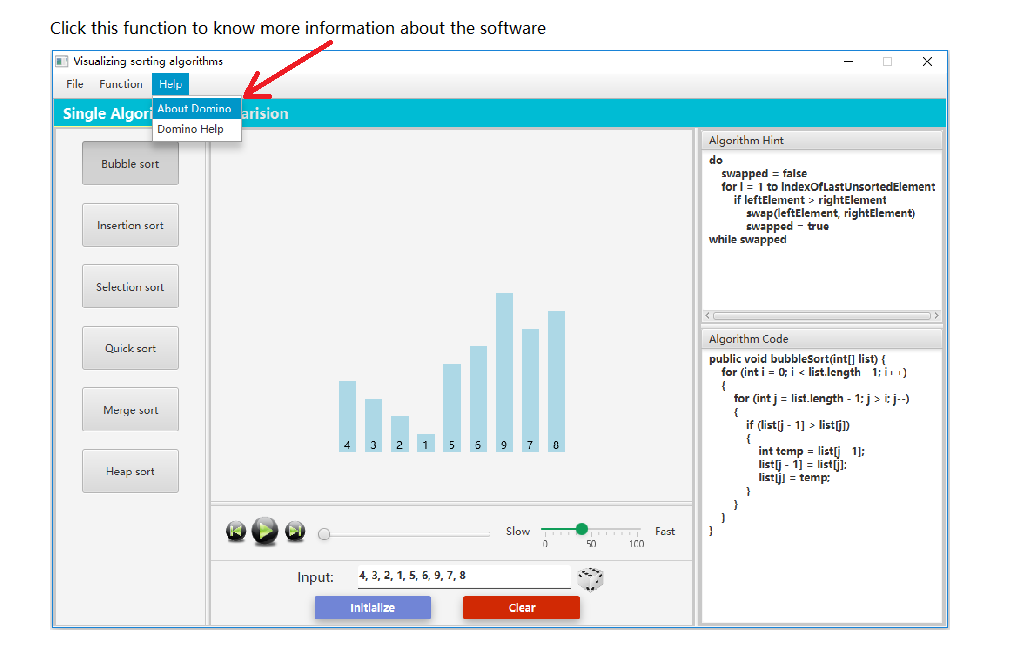 Click this function to know more information about the software
Visualizing sorting algorithms
File Function Help
Single Algori
arision
About Domino
Domino Help
Bubble sort
Insertion sort
Selection sort
Quick sort
Merge sort
Heap sort
4 3 2 1 5 6 9 7 8
Slow
0 50 100
Fast
Input: 4, 3, 2, 1, 5, 6, 9, 7, 8
Initialize
Clear
Algorithm Hint
do
swapped = false
for i = 1 to indexOfLastUnsortedElement
if leftElement > rightElement
swap(leftElement, rightElement)
swapped = true
while swapped
Algorithm Code
public void bubbleSort(int[] list) {
for (int i = 0; i < list.length - 1; i++)
{
for (int j = list.length - 1; j > i; j--)
{
if (list[j - 1] > list[j])
{
int temp = list[j - 1];
list[j - 1] = list[j];
list[j] = temp;
}
}
}
}